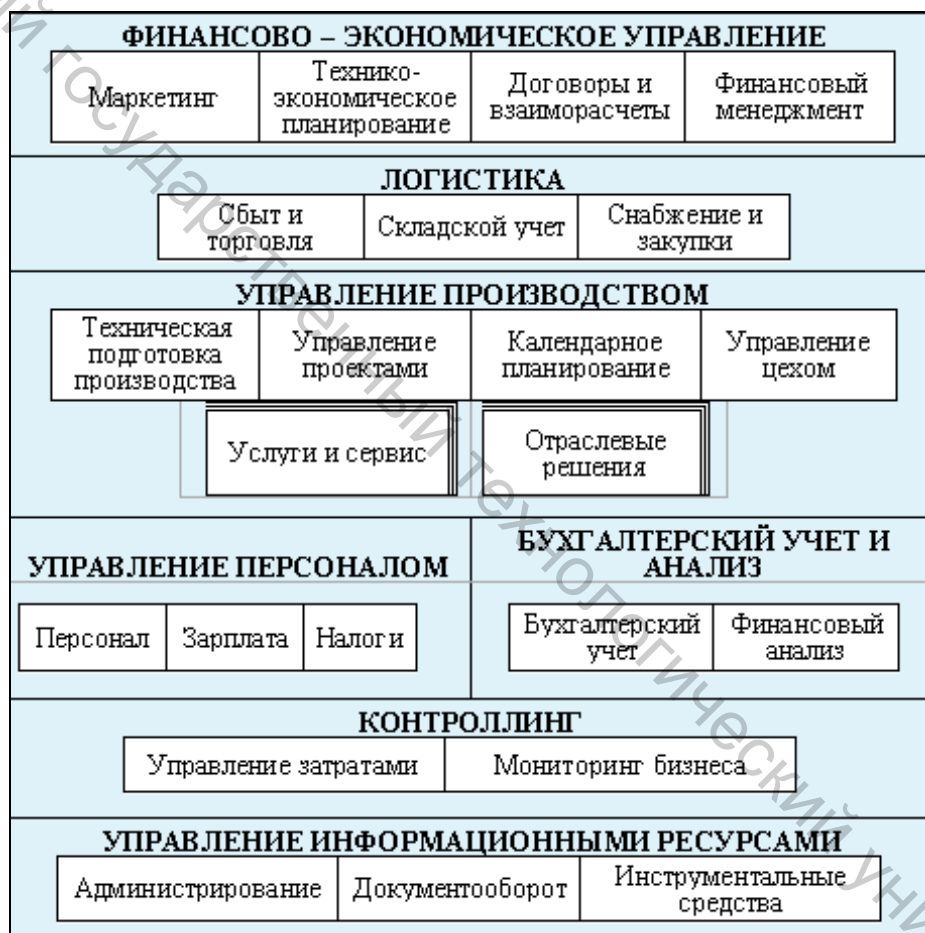 ФИНАНСОВО – ЭКОНОМИЧЕСКОЕ УПРАВЛЕНИЕ
Маркетинг
Технико-
экономическое
планирование
Договоры и
взаиморасчеты
Финансовый
менеджмент
ЛОГИСТИКА
Сбыт и
торговля
Складской учет
Снабжение и
закупки
УПРАВЛЕНИЕ ПРОИЗВОДСТВОМ
Техническая
подготовка
производства
Управление
проектами
Календарное
планирование
Управление
цехом
Услуги и сервис
Отраслевые
решения
УПРАВЛЕНИЕ ПЕРСОНАЛОМ
Персонал
Зарплата
Налоги
БУХГАЛТЕРСКИЙ УЧЕТ И
АНАЛИЗ
Бухгалтерский
учет
Финансовый
анализ
КОНТРОЛЛИНГ
Управление затратами
Мониторинг бизнеса
УПРАВЛЕНИЕ ИНФОРМАЦИОННЫМИ РЕСУРСАМИ
Администрирование
Документооборот
Инструментальные
средства
государственный технологический